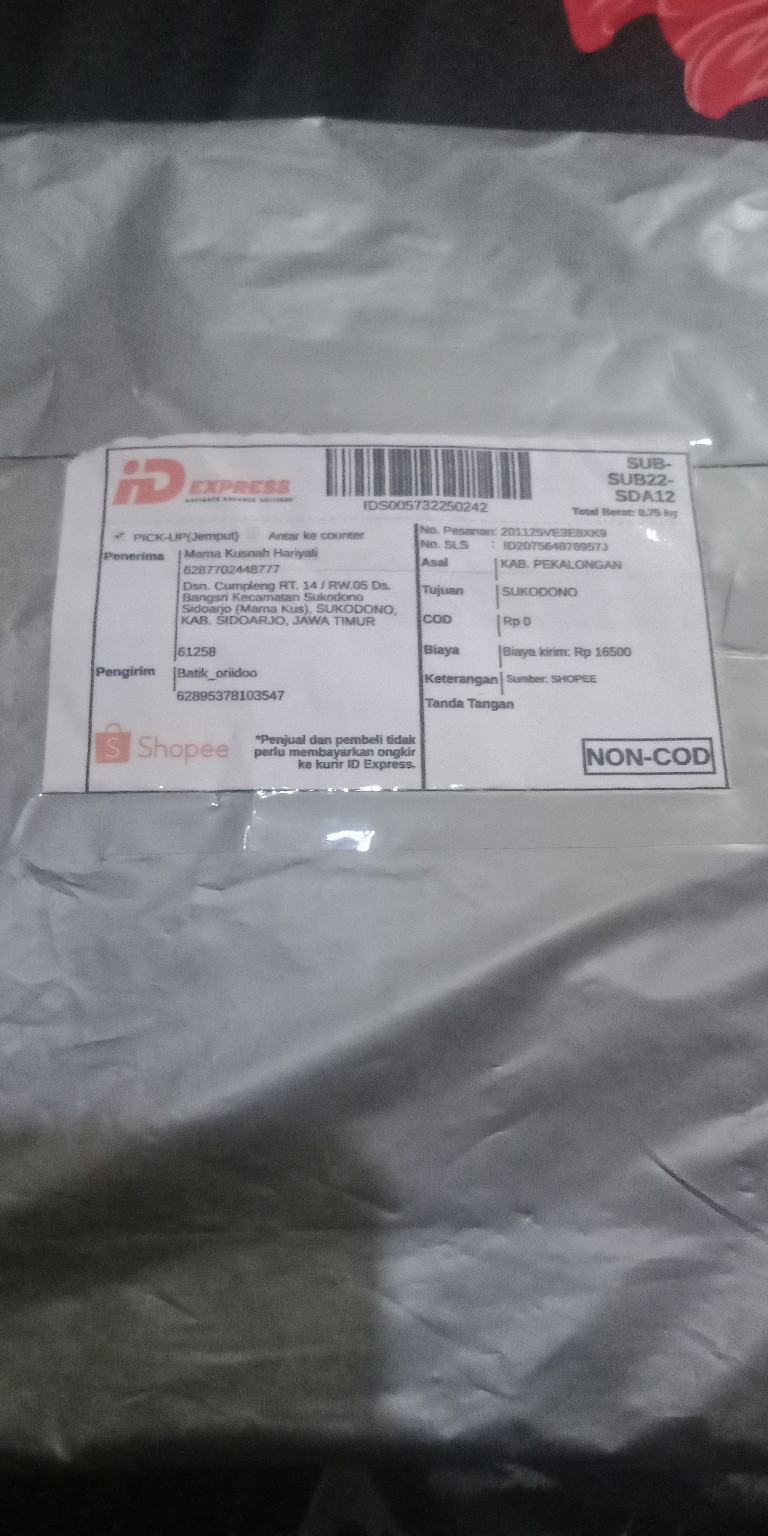 iD EXPRESS
IDS005732250242
SUB-
SUB22-
SDA12
Total Berat: 0.75 kg
✓ PICK-UP(Jemput) Antar ke counter
Penerima
Mama Kusnah Hariyali
6287702448777
Dsn. Cumpleng RT. 14 / RW.05 Ds.
Bangsri Kecamatan Sukodono
Sidoarjo (Mama Kus), SUKODONO,
KAB. SIDOARJO, JAWA TIMUR
61258
Pengirim Batik_oriidoo
62895378103547
S Shopee
*Penjual dan pembeli tidak
perlu membayarkan ongkir
ke kurir ID Express.
No. Pesanan: 201125VE3E8XK9
No. SLS : ID207564878957J
Asal KAB. PEKALONGAN
Tujuan SUKODONO
COD Rp 0
Biaya Biaya kirim: Rp 16500
Keterangan Sumber: SHOPEE
Tanda Tangan
NON-COD